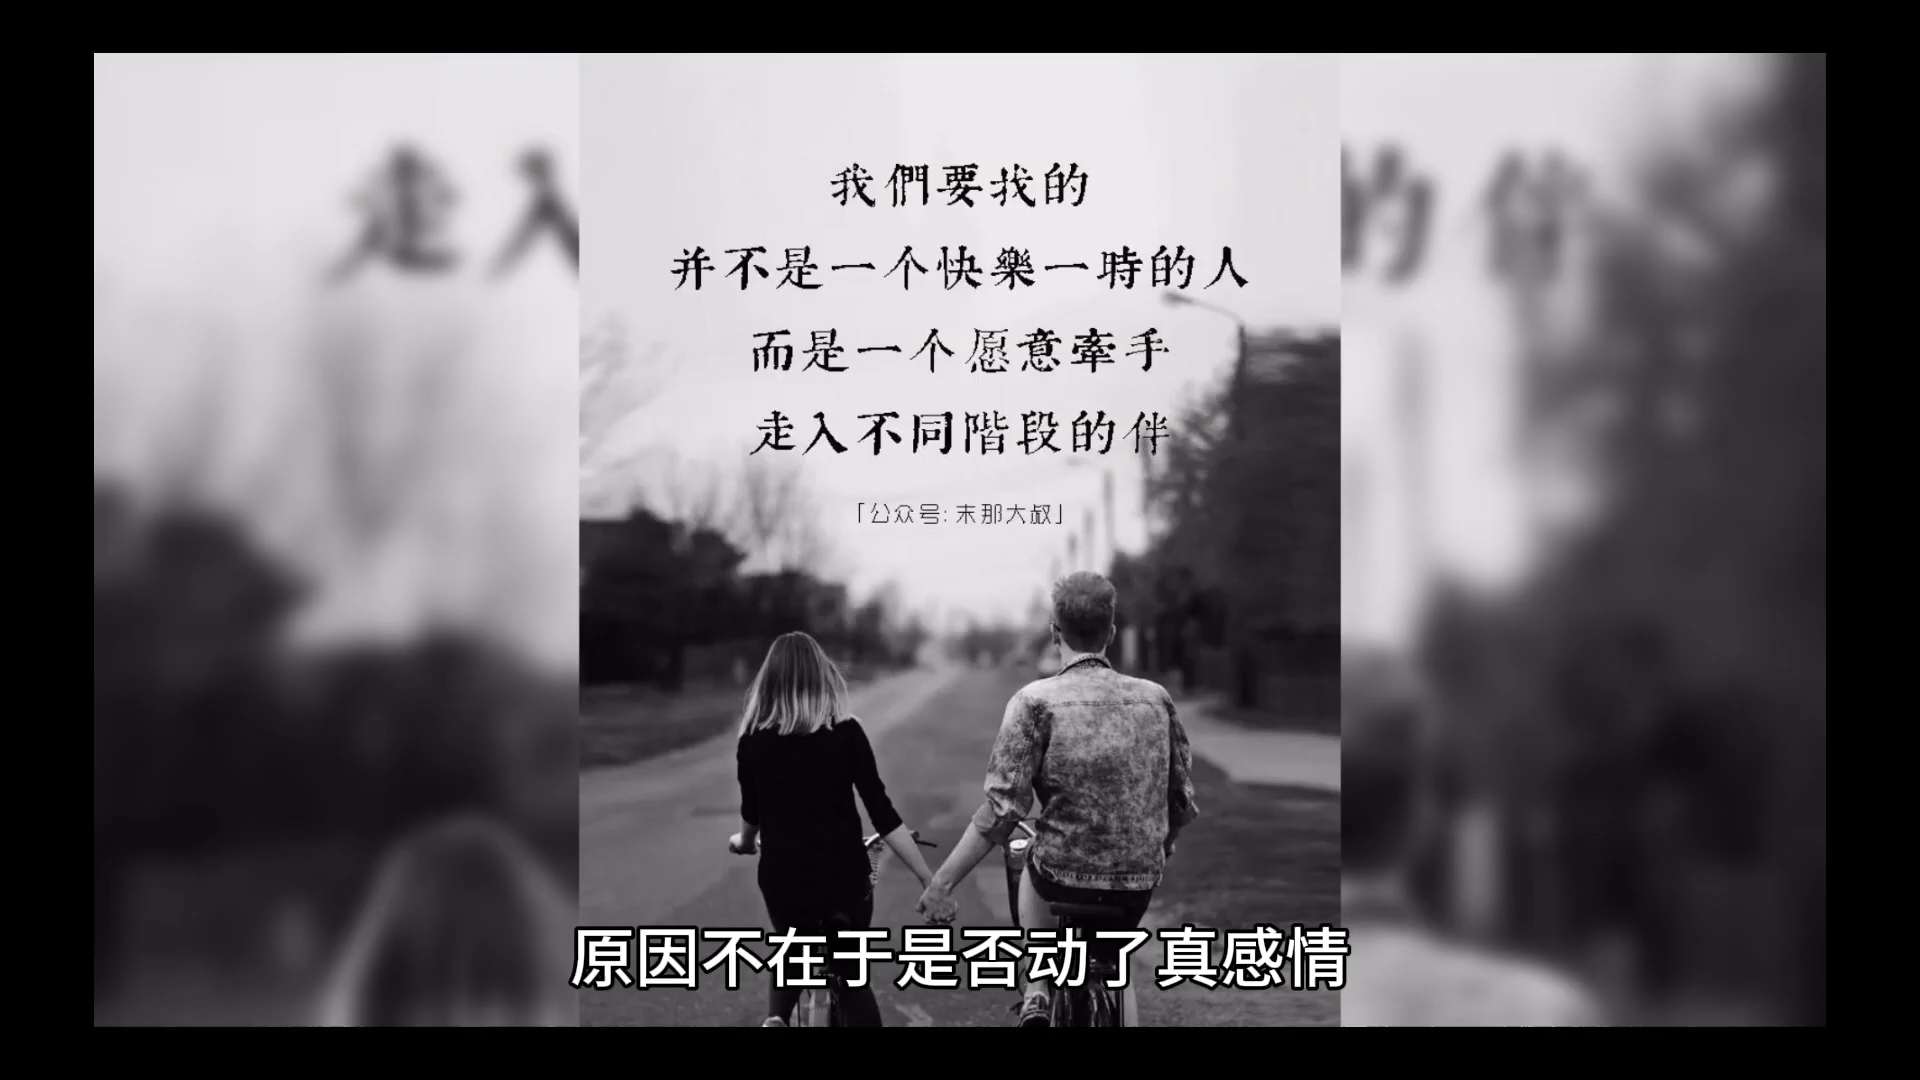 我們要找的
并不是一个快樂一時的人
而是一个愿意牽手
走入不同階段的伴
「公众号:末那大叔」
原因不在于是否动了真感情